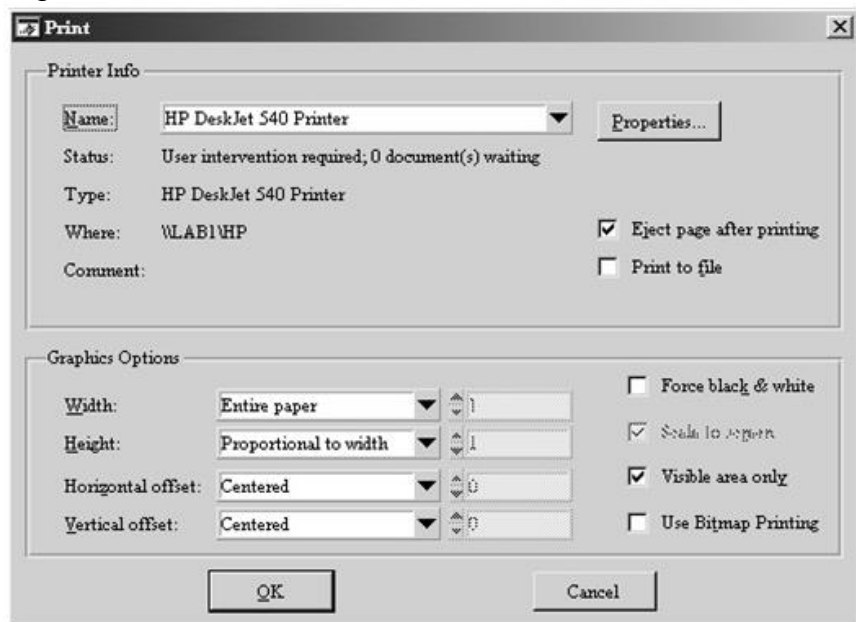 Print
Printer Info
Name: HP DeskJet 540 Printer Properties...
Status: User intervention required; 0 document(s) waiting
Type: HP DeskJet 540 Printer
Where: \\LAB1\HP Eject page after printing
Comment: Print to file
Graphics Options
Force black & white
Width: Entire paper 1
Scale to screen
Height: Proportional to width 1
Visible area only
Horizontal offset: Centered 0
Vertical offset: Centered 0 Use Bitmap Printing
OK Cancel